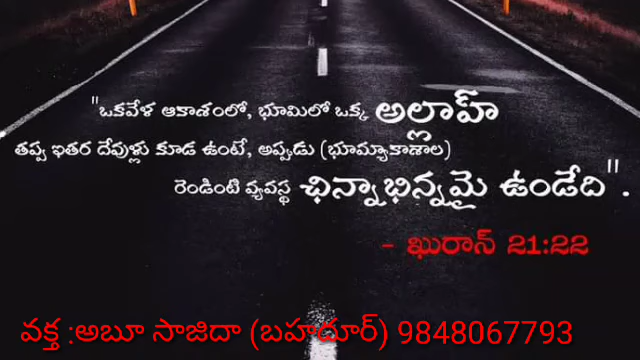 "ఒకవేళ ఆకాశంలో, భూమిలో ఒక్క అల్లాహ్
తప్ప ఇతర దేవుళ్లు కూడ ఉంటే, అప్పుడు (భూమ్యాకాశాల)
రెండింటి వ్యవస్థ ఛిన్నాభిన్నమై ఉండేది".
- ఖురాన్ 21:22
వక్త :అబూ సాజిదా (బహదూర్) 9848067793